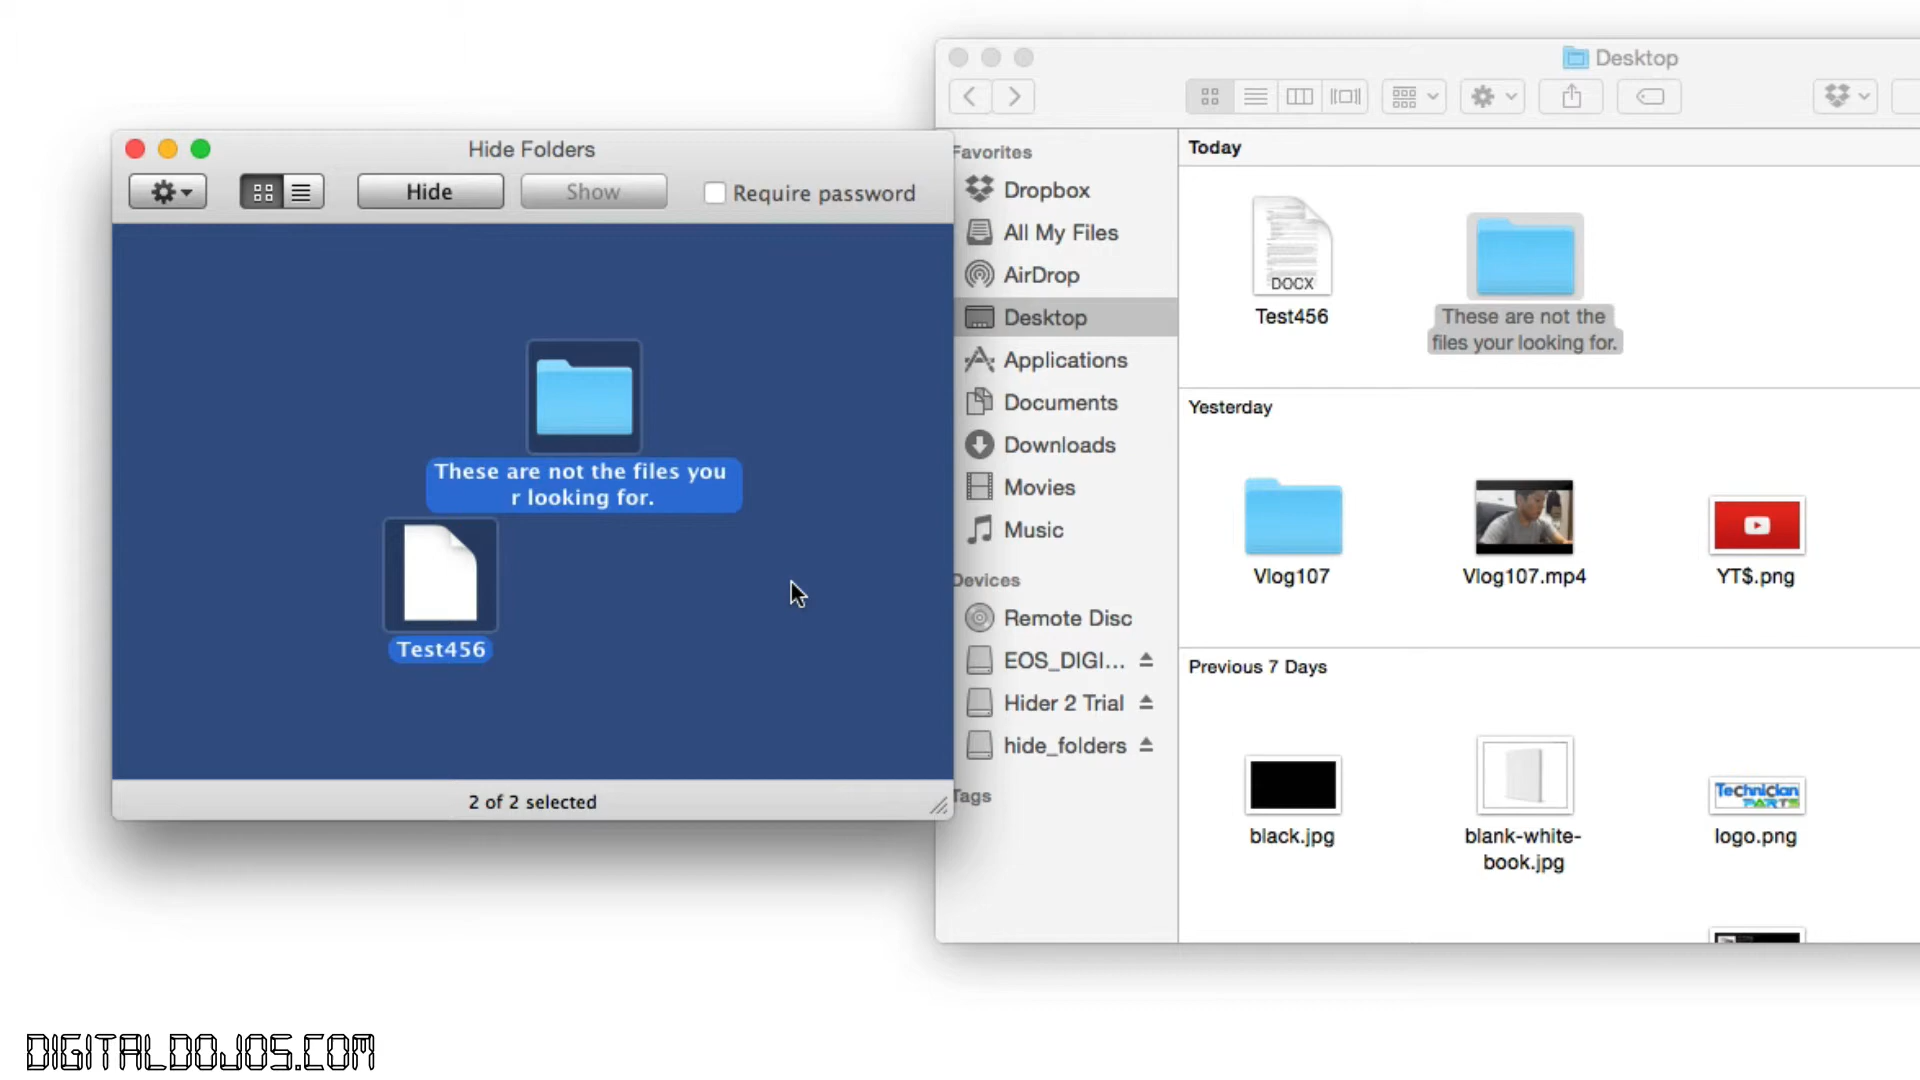 Hide Folders
Hide
Show
Require password
These are not the files you
r looking for.
Test456
2 of 2 selected
Desktop
Favorites
Dropbox
All My Files
AirDrop
Desktop
Applications
Documents
Downloads
Movies
Music
Devices
Remote Disc
EOS_DIGI...
Hider 2 Trial
hide_folders
Tags
Today
DOCX
Test456
These are not the
files your looking for.
Yesterday
Vlog107
Vlog107.mp4
YT$.png
Previous 7 Days
Technician
PARTS
black.jpg
blank-white-
book.jpg
logo.png
DIGITALDOJOS.COM